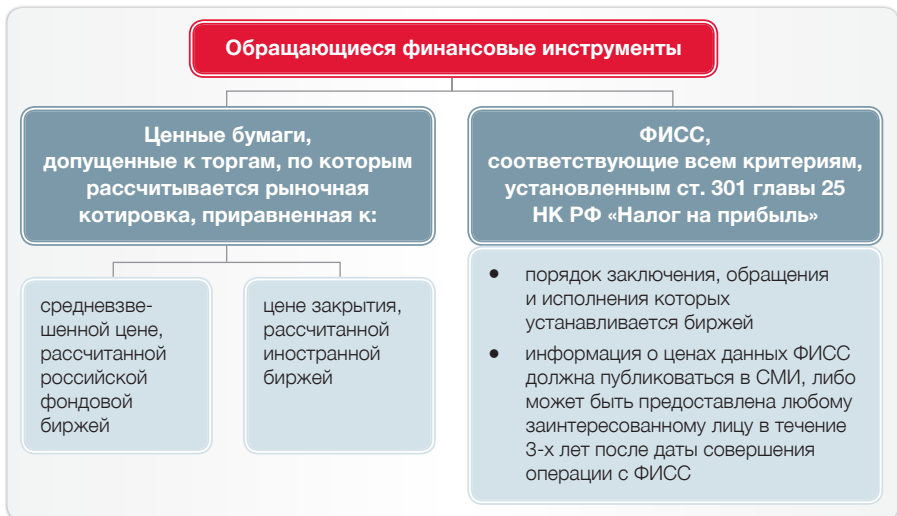 Обращающиеся финансовые инструменты
Ценные бумаги,
допущенные к торгам, по которым
рассчитывается рыночная
котировка, приравненная к:
средневзве-
шенной цене,
рассчитанной
российской
фондовой
биржей
цене закрытия,
рассчитанной
иностранной
биржей
ФИСС,
соответствующие всем критериям,
установленным ст. 301 главы 25
НК РФ «Налог на прибыль»
• порядок заключения, обращения
и исполнения которых
устанавливается биржей
• информация о ценах данных ФИСС
должна публиковаться в СМИ, либо
может быть предоставлена любому
заинтересованному лицу в течение
3-х лет после даты совершения
операции с ФИСС